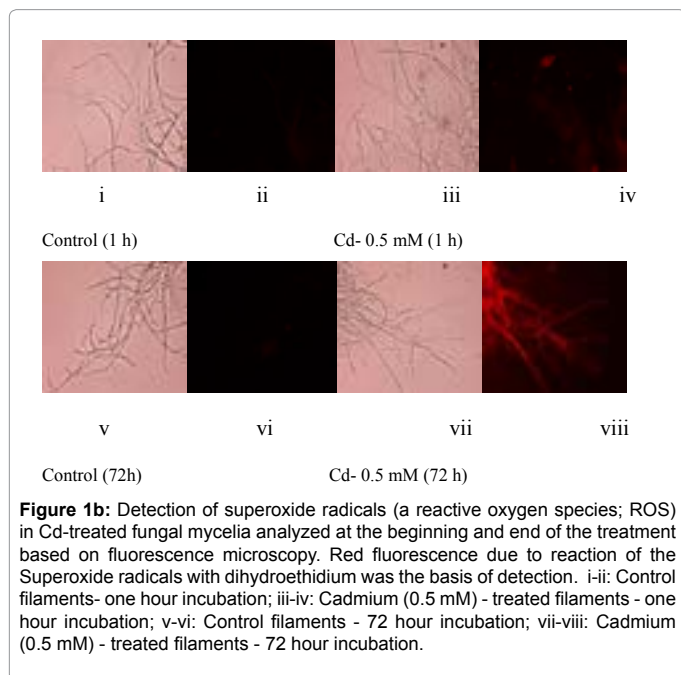 i ii iii iv
Control (1 h) Cd- 0.5 mM (1 h)
v vi vii viii
Control (72h) Cd- 0.5 mM (72 h)
Figure 1b: Detection of superoxide radicals (a reactive oxygen species; ROS)
in Cd-treated fungal mycelia analyzed at the beginning and end of the treatment
based on fluorescence microscopy. Red fluorescence due to reaction of the
Superoxide radicals with dihydroethidium was the basis of detection. i-ii: Control
filaments- one hour incubation; iii-iv: Cadmium (0.5 mM) - treated filaments - one
hour incubation; v-vi: Control filaments - 72 hour incubation; vii-viii: Cadmium
(0.5 mM) - treated filaments - 72 hour incubation.